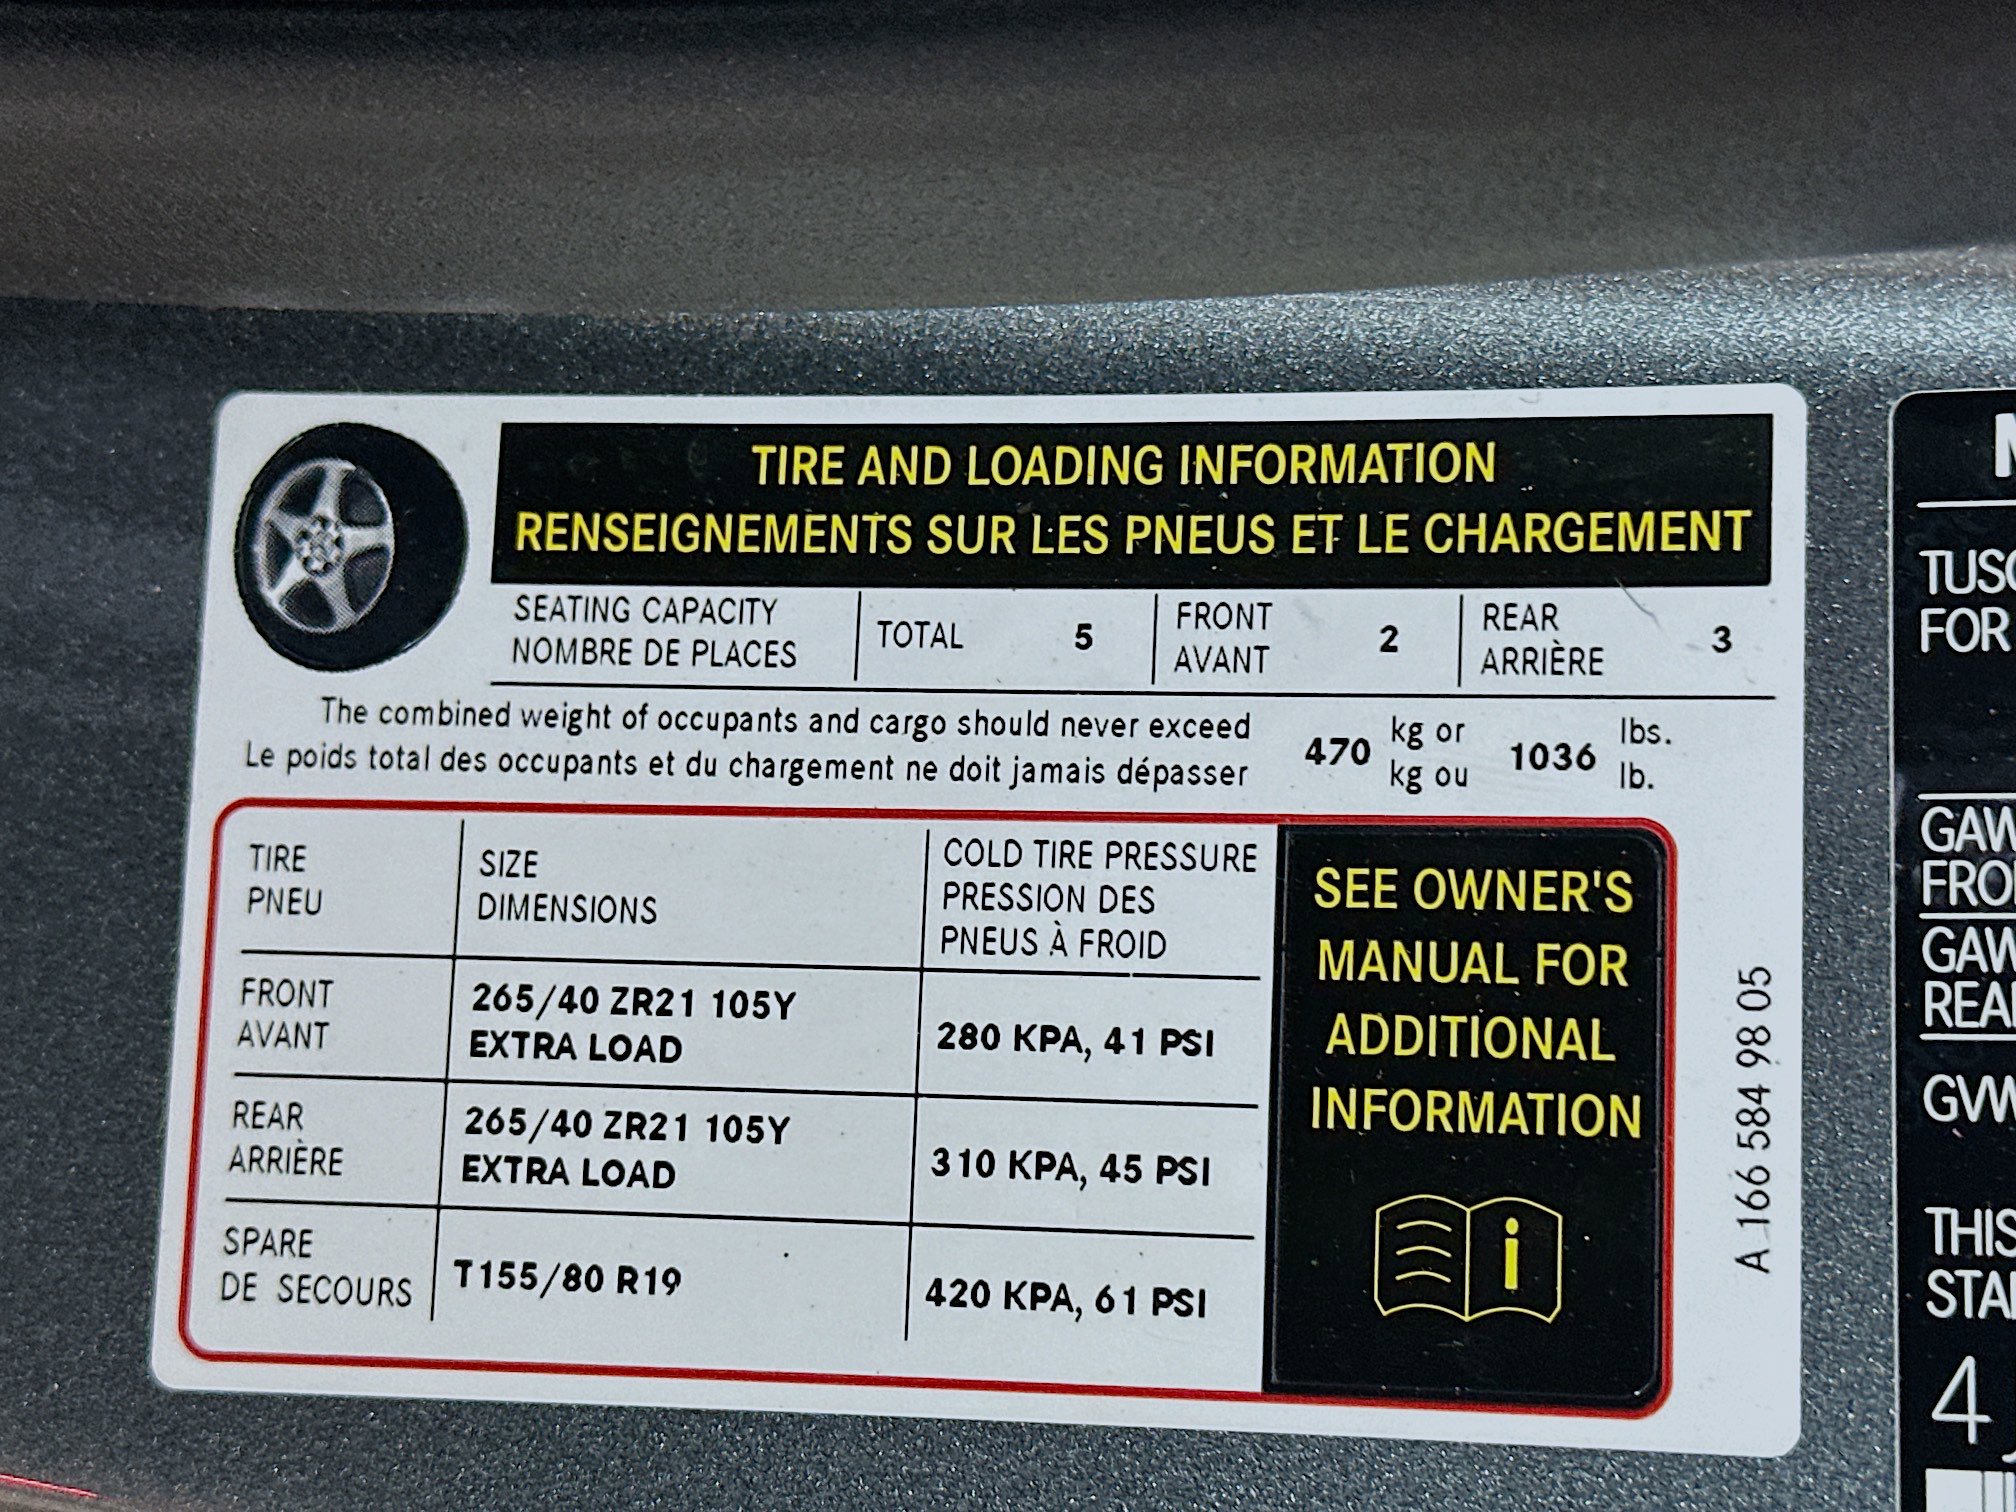 TIRE AND LOADING INFORMATION
RENSEIGNEMENTS SUR LES PNEUS ET LE CHARGEMENT
SEATING CAPACITY
NOMBRE DE PLACES
TOTAL 5
FRONT
AVANT
2
REAR
ARRIÈRE
3
The combined weight of occupants and cargo should never exceed
Le poids total des occupants et du chargement ne doit jamais dépasser
470
kg or
kg ou
1036
lbs.
lb.
TIRE
PNEU
SIZE
DIMENSIONS
COLD TIRE PRESSURE
PRESSION DES
PNEUS À FROID
FRONT
AVANT
265/40 ZR21 105Y
EXTRA LOAD
280 KPA, 41 PSI
REAR
ARRIÈRE
265/40 ZR21 105Y
EXTRA LOAD
310 KPA, 45 PSI
SPARE
DE SECOURS
T155/80 R19
420 KPA, 61 PSI
SEE OWNER'S
MANUAL FOR
ADDITIONAL
INFORMATION
i
A 166 584 98 05
FOR
THIS
4